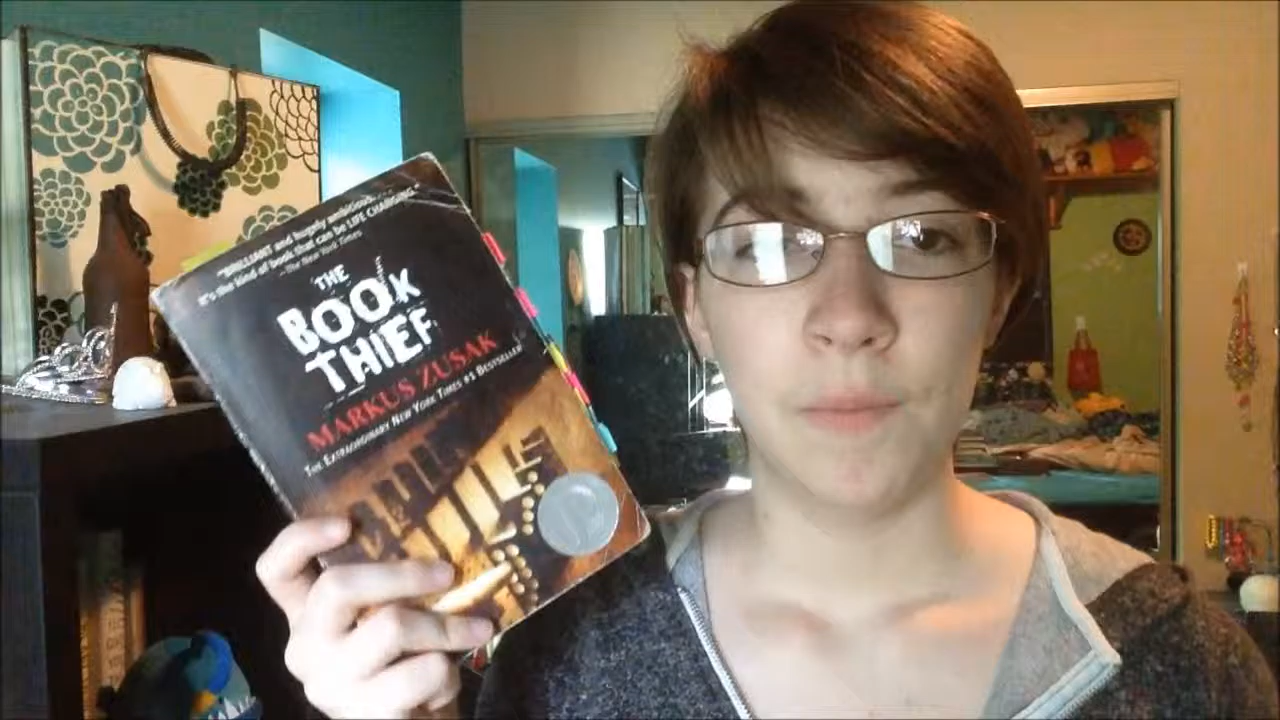 "BRILLIANT and hugely ambitious....
It's the kind of book that can be LIFE CHANGING."
—The New York Times
THE
BOOK
THIEF
MARKUS ZUSAK
THE EXTRAORDINARY NEW YORK TIMES #1 BESTSELLER